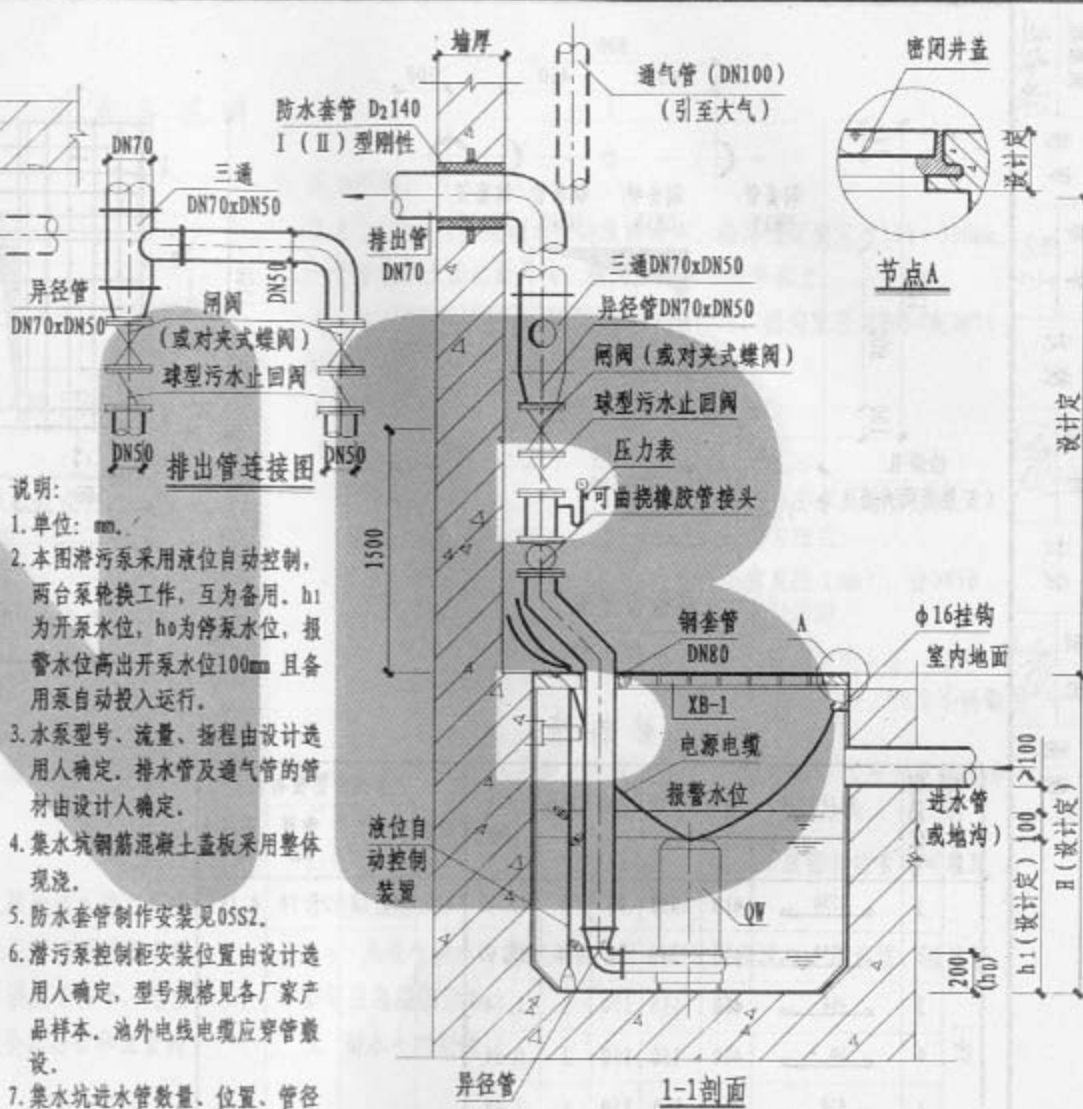 墙厚
通气管（DN100）
（引至大气）
密闭井盖
防水套管 D₂140
I（II）型刚性
DN70
三通
DN70xDN50
设计定
排出管
DN70
三通DN70xDN50
节点A
DN50
异径管
DN70xDN50
闸阀
（或对夹式蝶阀）
异径管DN70xDN50
闸阀（或对夹式蝶阀）
球型污水止回阀
球型污水止回阀
设计定
DN50
DN50
排出管连接图
压力表
可曲挠橡胶管接头
1500
说明:
1.单位: mm.
2.本图潜污泵采用液位自动控制,
两台泵轮换工作, 互为备用. h1
为开泵水位, h0为停泵水位, 报
警水位高出开泵水位100mm 且备
用泵自动投入运行.
3.水泵型号、流量、扬程由设计选
用人确定. 排水管及通气管的管
材由设计人确定.
4.集水坑钢筋混凝土盖板采用整体
现浇.
5.防水套管制作安装见05S2.
6.潜污泵控制柜安装位置由设计选
用人确定, 型号规格见各厂家产
品样本. 池外电线电缆应穿管敷
设.
7.集水坑进水管数量、位置、管径
钢套管
DN80
A
φ16挂钩
室内地面
XB-1
电源电缆
报警水位
进水管
（或地沟）
>100
100
h1（设计定）
H（设计定）
液位自
动控制
装置
QW
200
(h0)
异径管
1-1剖面